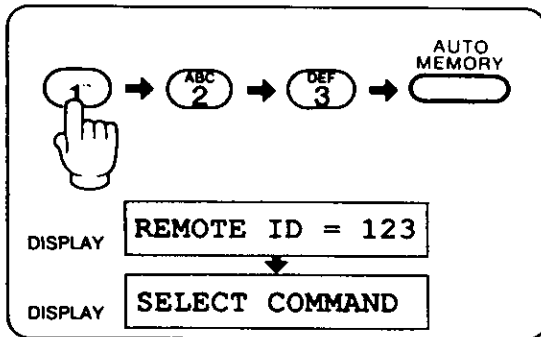 AUTO
MEMORY
1 ABC DEF
2 3
DISPLAY REMOTE ID = 123
DISPLAY SELECT COMMAND